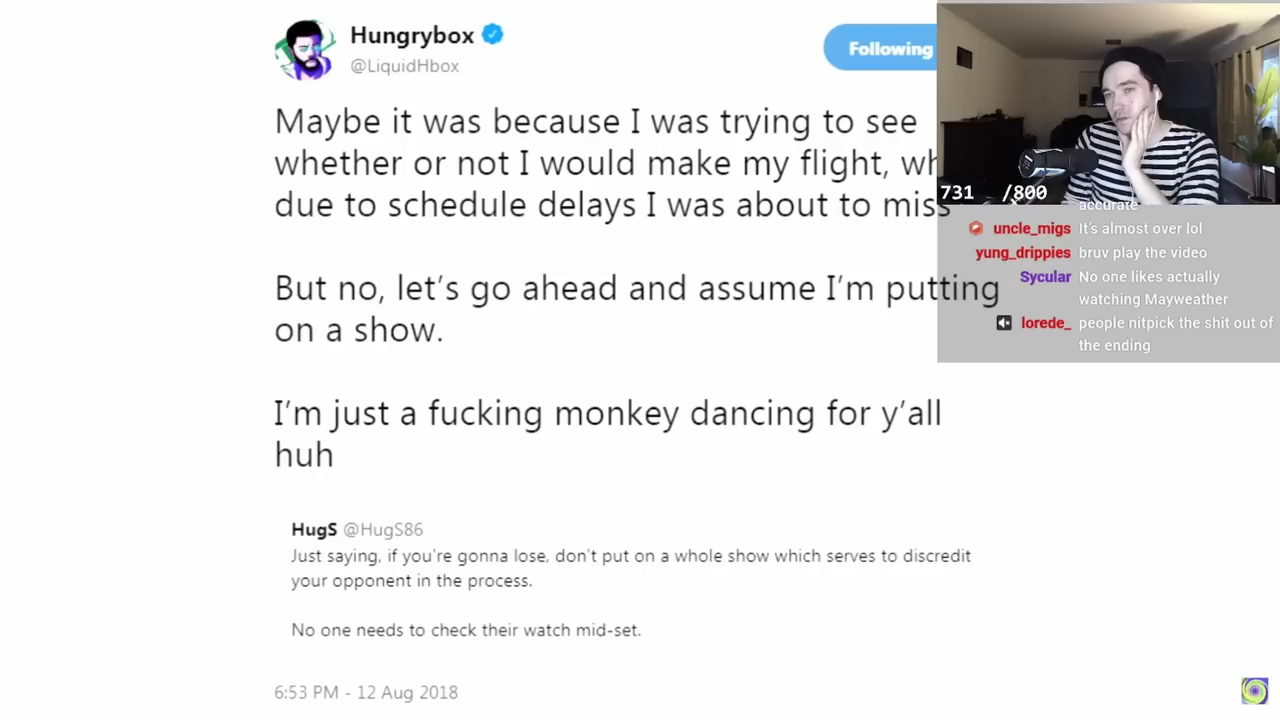 Hungrybox
@LiquidHbox
Following
Maybe it was because I was trying to see
whether or not I would make my flight,
due to schedule delays I was about to miss
But no, let's go ahead and assume I'm putting
on a show.
I'm just a fucking monkey dancing for y'all
huh
HugS @HugS86
Just saying, if you're gonna lose, don't put on a whole show which serves to discredit
your opponent in the process.
No one needs to check their watch mid-set.
6:53 PM - 12 Aug 2018
731 /800
accurate
uncle_migs It's almost over lol
yung_drippies bruv play the video
Sycular No one likes actually
watching Mayweather
lorede_ people nitpick the shit out of
the ending